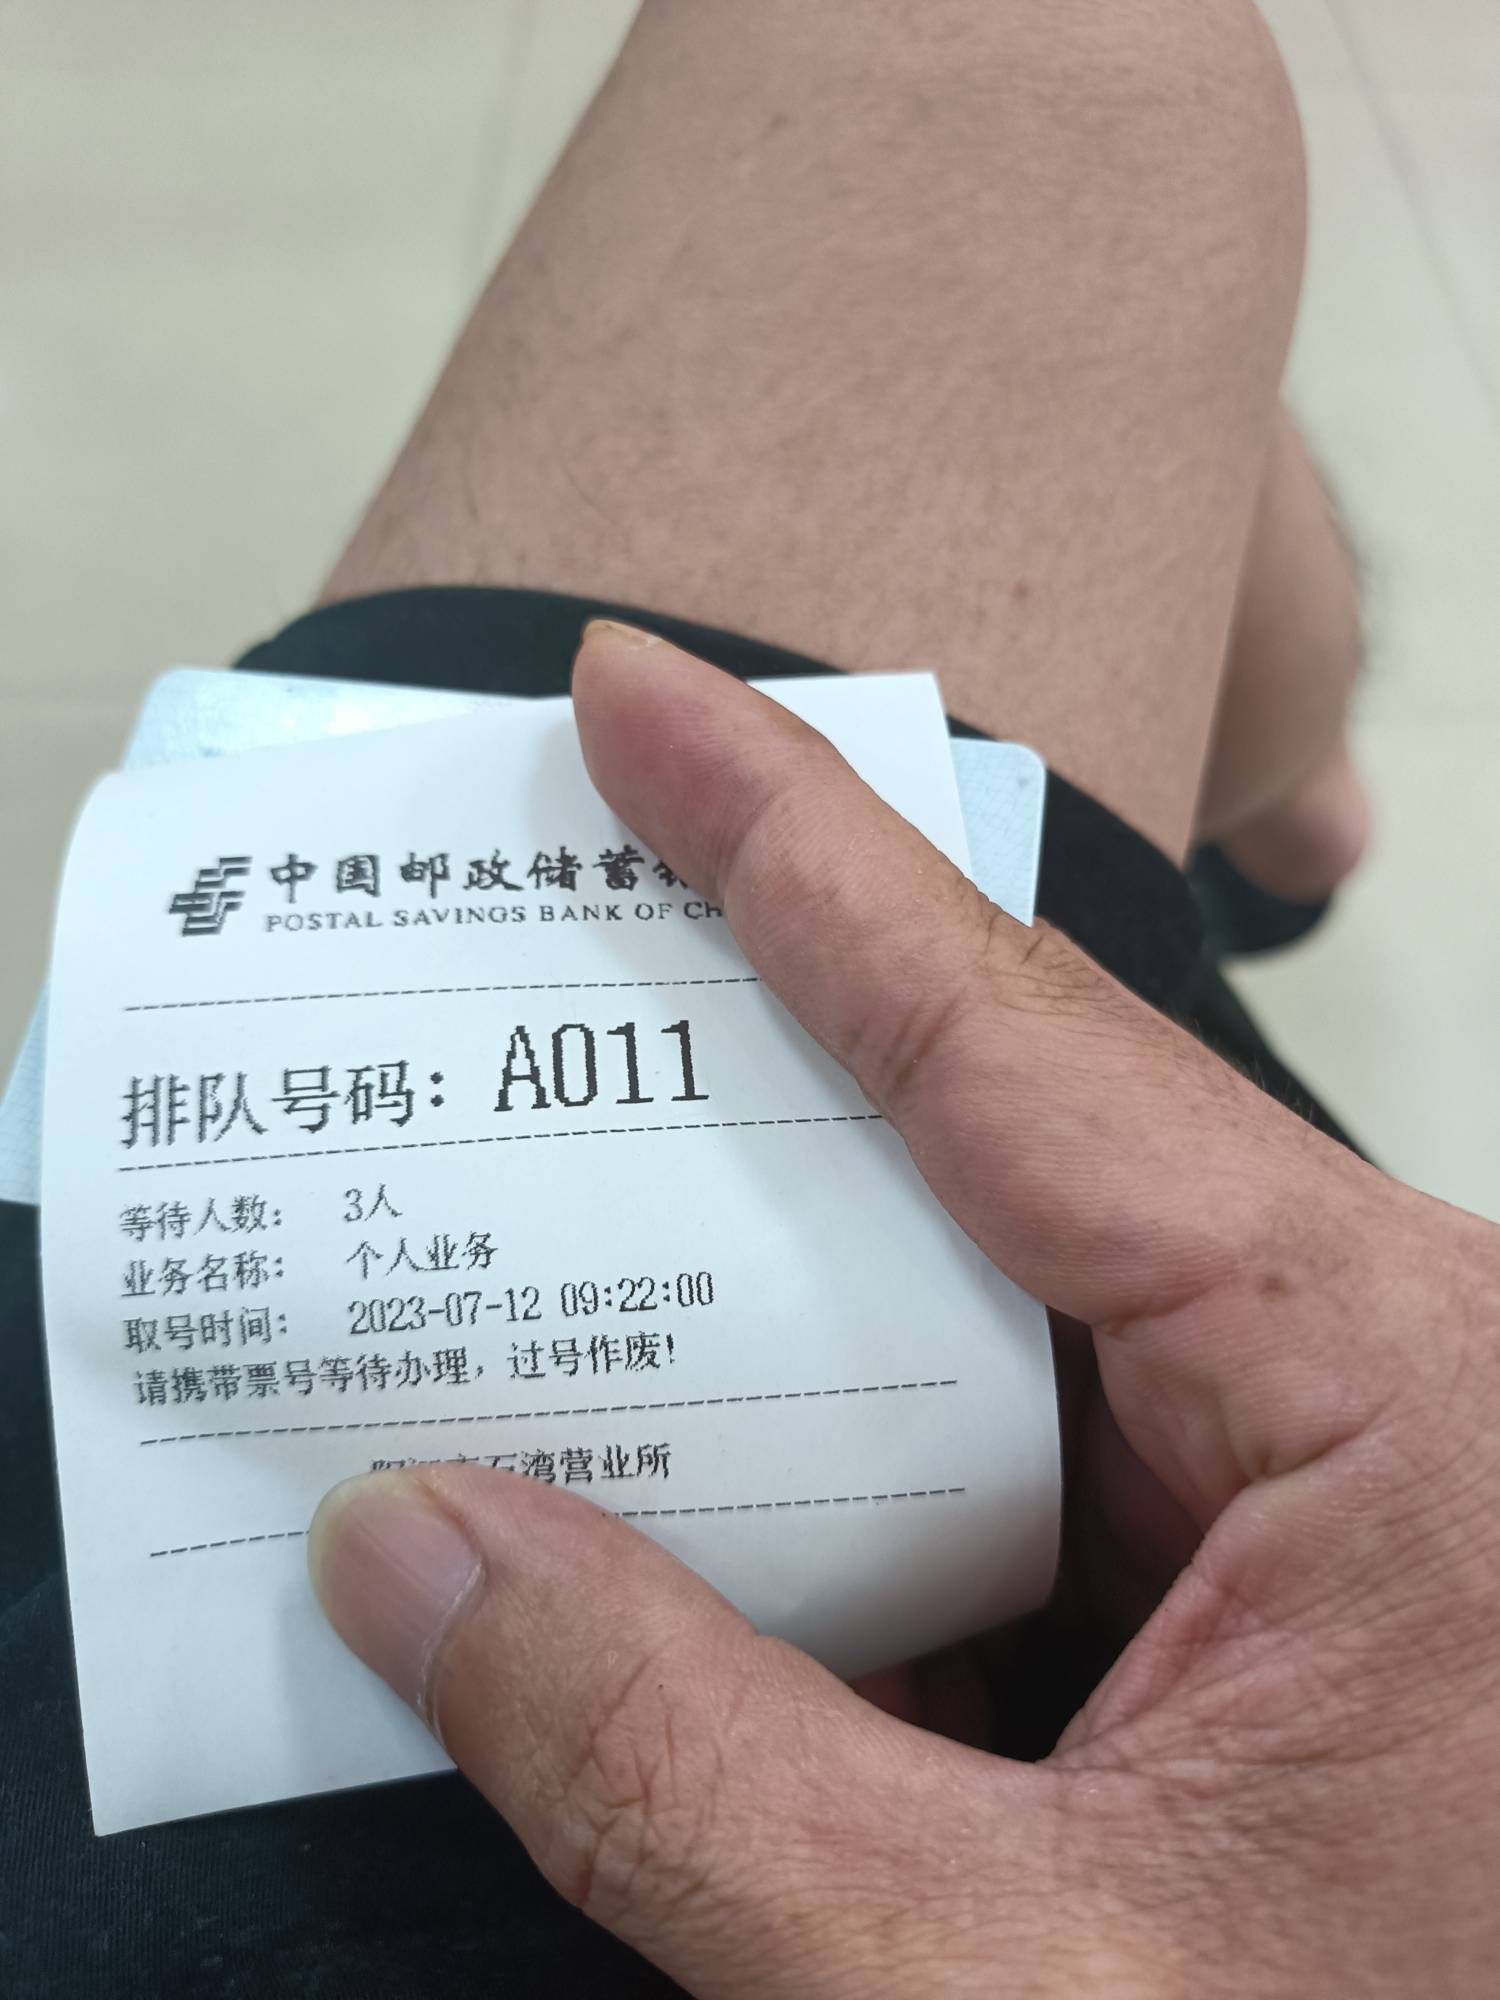 中国邮政储蓄
POSTAL SAVINGS BANK OF
排队号码： A011
等待人数： 3人
业务名称： 个人业务
取号时间： 2023-07-12 09:22:00
请携带票号等待办理，过号作废！
石湾营业所